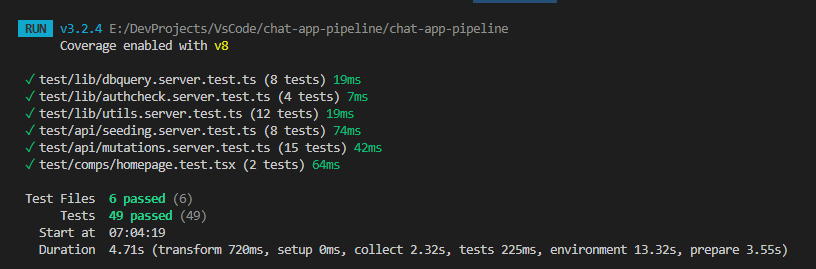 RUN v3.2.4 E:/DevProjects/VsCode/chat-app-pipeline/chat-app-pipeline
Coverage enabled with v8
✓ test/lib/dbquery.server.test.ts (8 tests) 19ms
✓ test/lib/authcheck.server.test.ts (4 tests) 7ms
✓ test/lib/utils.server.test.ts (12 tests) 19ms
✓ test/api/seeding.server.test.ts (8 tests) 74ms
✓ test/api/mutations.server.test.ts (15 tests) 42ms
✓ test/comps/homepage.test.tsx (2 tests) 64ms
Test Files 6 passed (6)
Tests 49 passed (49)
Start at 07:04:19
Duration 4.71s (transform 720ms, setup 0ms, collect 2.32s, tests 225ms, environment 13.32s, prepare 3.55s)